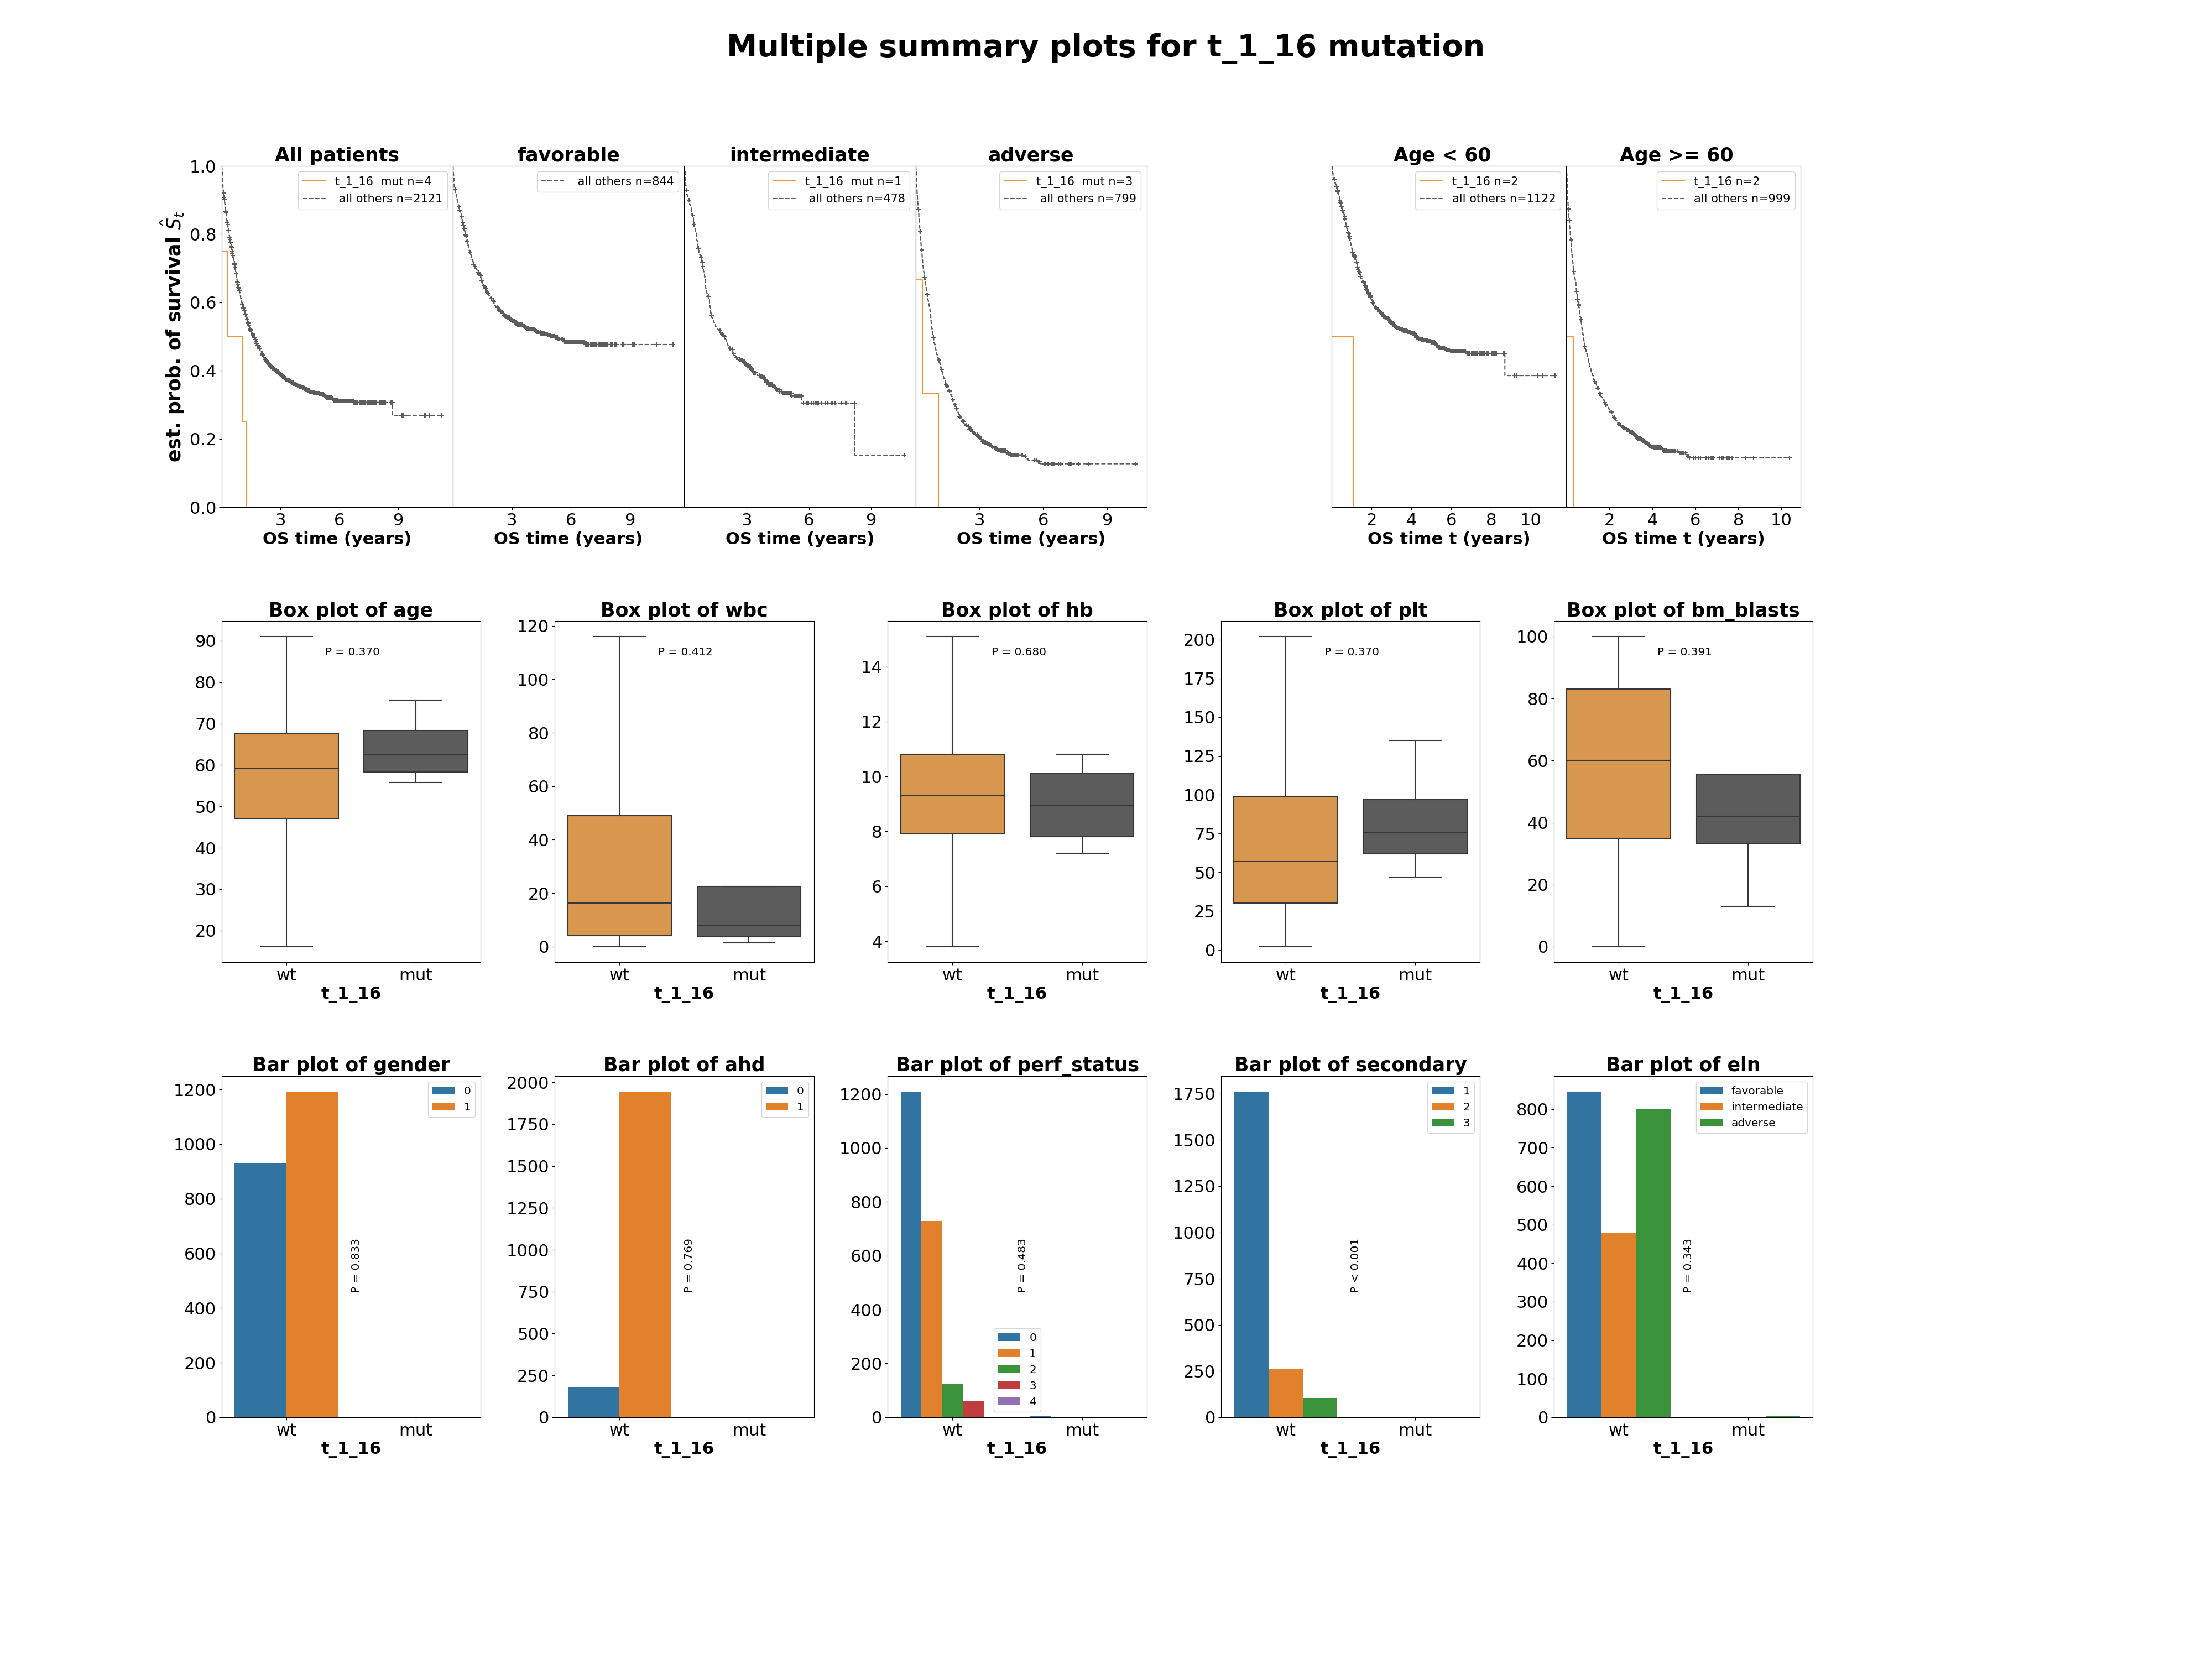 Multiple summary plots for t_1_16 mutation
All patients
favorable
intermediate
adverse
Age < 60
Age >= 60
est. prob. of survival Ŝt
1.0
0.8
0.6
0.4
0.2
0.0
t_1_16 mut n=4
all others n=2121
3 6 9
OS time (years)
all others n=844
3 6 9
OS time (years)
t_1_16 mut n=1
all others n=478
3 6 9
OS time (years)
t_1_16 mut n=3
all others n=799
3 6 9
OS time (years)
t_1_16 n=2
all others n=1122
2 4 6 8 10
OS time t (years)
t_1_16 n=2
all others n=999
2 4 6 8 10
OS time t (years)
Box plot of age
90
80
70
60
50
40
30
20
P = 0.370
wt mut
t_1_16
Box plot of wbc
120
100
80
60
40
20
0
P = 0.412
wt mut
t_1_16
Box plot of hb
14
12
10
8
6
4
P = 0.680
wt mut
t_1_16
Box plot of plt
200
175
150
125
100
75
50
25
0
P = 0.370
wt mut
t_1_16
Box plot of bm_blasts
100
80
60
40
20
0
P = 0.391
wt mut
t_1_16
Bar plot of gender
1200
1000
800
600
400
200
0
0
1
P = 0.833
wt mut
t_1_16
Bar plot of ahd
2000
1750
1500
1250
1000
750
500
250
0
0
1
P = 0.769
wt mut
t_1_16
Bar plot of perf_status
1200
1000
800
600
400
200
0
P = 0.483
0
1
2
3
4
wt mut
t_1_16
Bar plot of secondary
1750
1500
1250
1000
750
500
250
0
1
2
3
P < 0.001
wt mut
t_1_16
Bar plot of eln
800
700
600
500
400
300
200
100
0
favorable
intermediate
adverse
P = 0.343
wt mut
t_1_16